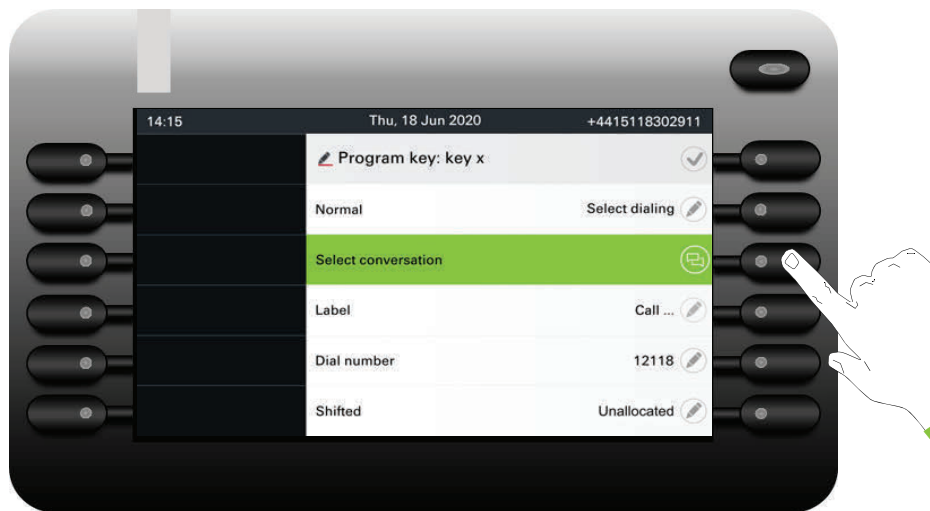 14:15 Thu, 18 Jun 2020 +4415118302911
Program key: key x
Normal Select dialing
Select conversation
Label Call ...
Dial number 12118
Shifted Unallocated